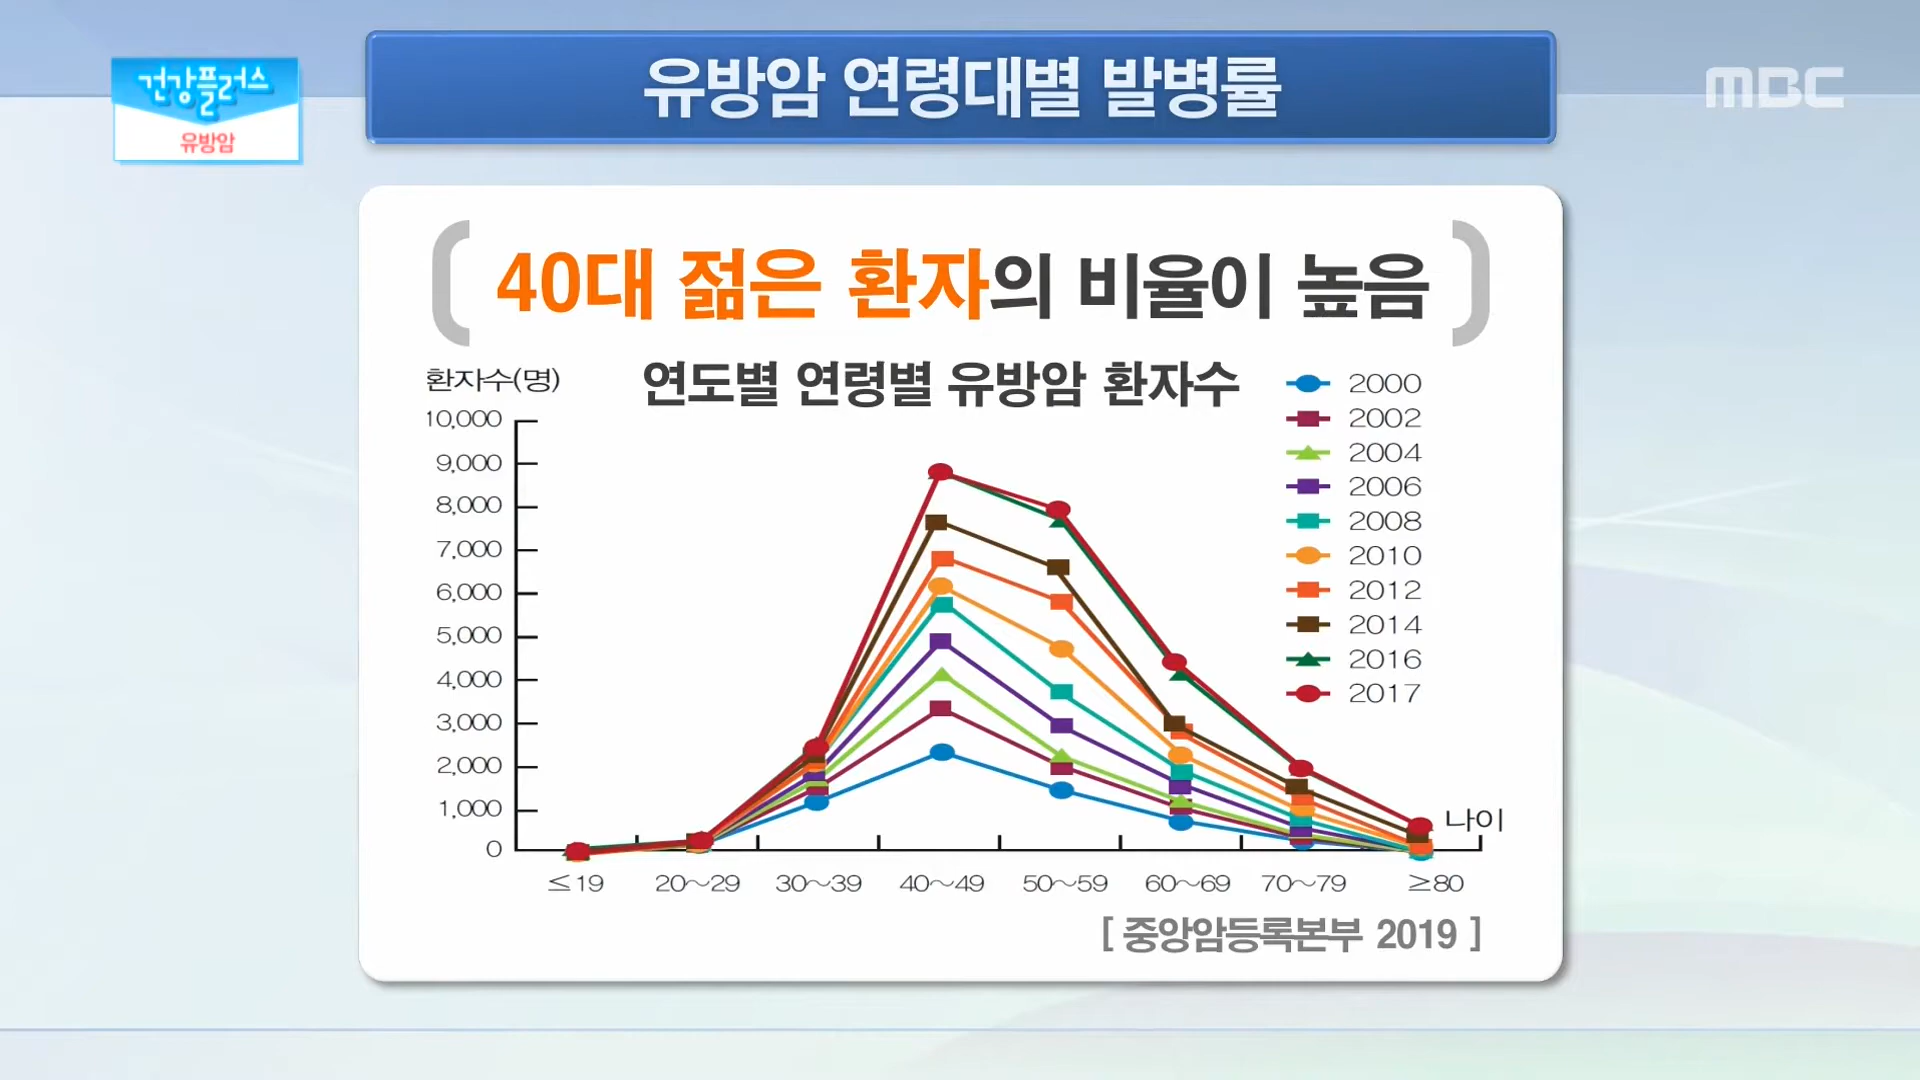 유방암 연령대별 발병률
건강플러스
유방암
MBC
40대 젊은 환자의 비율이 높음
환자수(명)
연도별 연령별 유방암 환자수
2000
2002
2004
2006
2008
2010
2012
2014
2016
2017
10,000
9,000
8,000
7,000
6,000
5,000
4,000
3,000
2,000
1,000
0
나이
≤19 20~29 30~39 40~49 50~59 60~69 70~79 ≥80
[ 중앙암등록본부 2019 ]